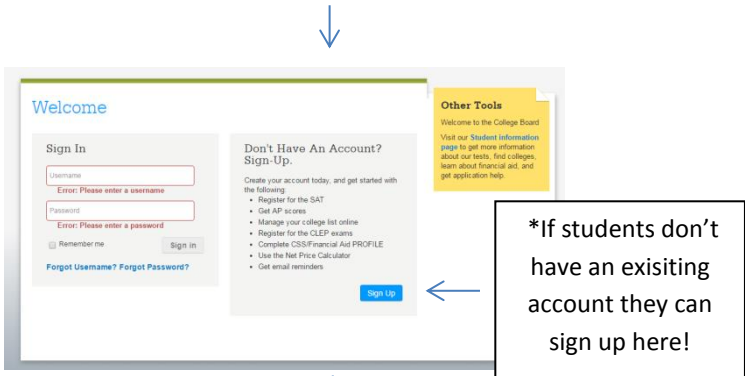 Welcome
Sign In
Username
Error: Please enter a username
Password
Error: Please enter a password
Remember me
Sign in
Forgot Username? Forgot Password?
Don't Have An Account?
Sign-Up.
Create your account today, and get started with
the following:
• Register for the SAT
• Get AP scores
• Manage your college list online
• Register for the CLEP exams
• Complete CSS/Financial Aid PROFILE
• Use the Net Price Calculator
• Get email reminders
Sign Up
Other Tools
Welcome to the College Board
Visit our Student information
page to get more information
about our tests, find colleges,
learn about financial aid, and
get application help.
*If students don’t
have an exisiting
account they can
sign up here!